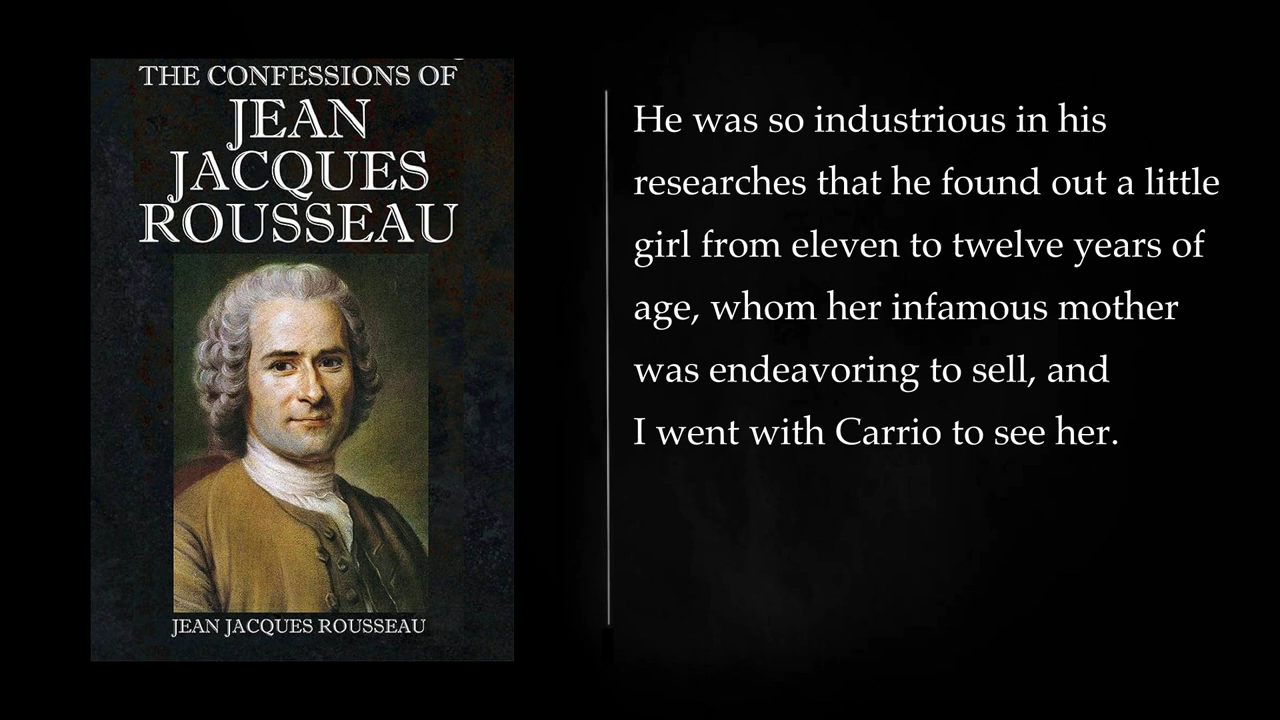 THE CONFESSIONS OF
JEAN
JACQUES
ROUSSEAU
JEAN JACQUES ROUSSEAU
He was so industrious in his
researches that he found out a little
girl from eleven to twelve years of
age, whom her infamous mother
was endeavoring to sell, and
I went with Carrio to see her.